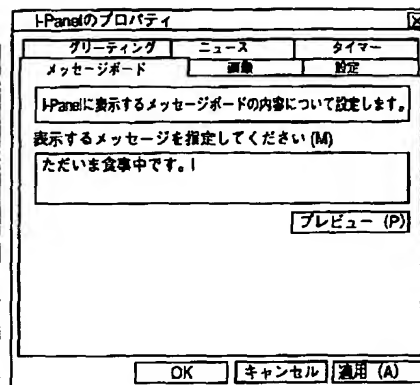 I-Panelのプロパティ
グリーティング ニュース タイマー
メッセージボード 画像 設定
I-Panelに表示するメッセージボードの内容について設定します。
表示するメッセージを指定してください (M)
ただいま食事中です。
プレビュー (P)
OK キャンセル 適用 (A)